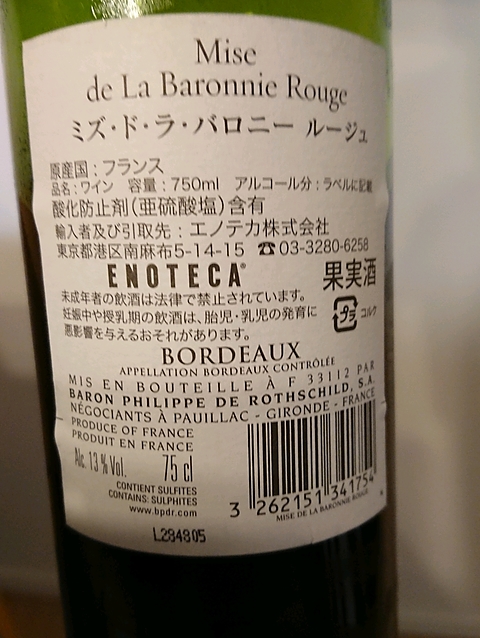 Mise
de La Baronnie Rouge
ミズ・ド・ラ・バロニー ルージュ
原産国：フランス
品名：ワイン 容量：750ml アルコール分：ラベルに記載
酸化防止剤（亜硫酸塩）含有
輸入者及び引取先：エノテカ株式会社
東京都港区南麻布5-14-15 ☎03-3280-6258
ENOTECA® 果実酒
未成年者の飲酒は法律で禁止されています。
妊娠中や授乳期の飲酒は、胎児・乳児の発育に
悪影響を与えるおそれがあります。
プラ コルク
BORDEAUX
APPELLATION BORDEAUX CONTRÔLÉE
MIS EN BOUTEILLE À F 33112 PAR
BARON PHILIPPE DE ROTHSCHILD, S.A.
NÉGOCIANTS À PAUILLAC - GIRONDE - FRANCE
PRODUCE OF FRANCE
PRODUIT EN FRANCE
Alc. 13 % Vol. 75 cl
CONTIENT SULFITES
CONTAINS: SULPHITES
www.bpdr.com
3 262151 341754
MISE DE LA BARONNIE ROUGE
L284805